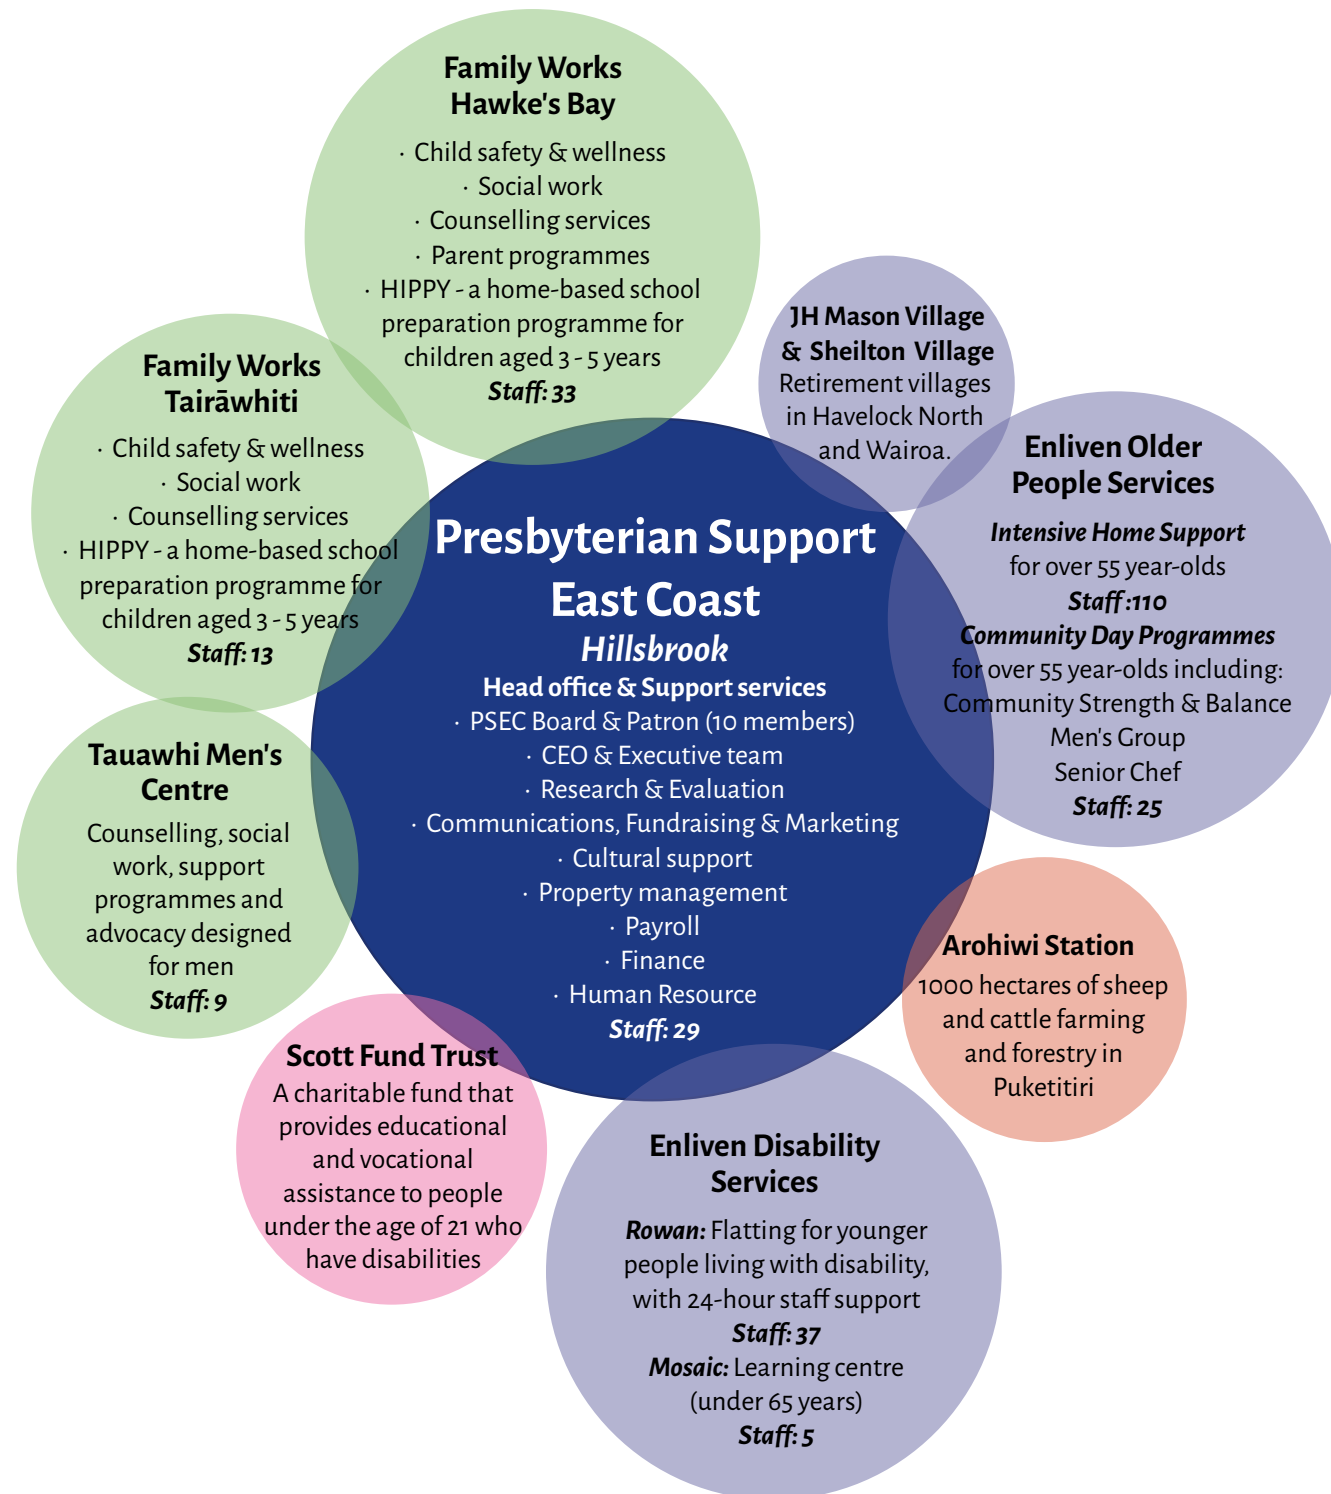 Family Works
Hawke's Bay
· Child safety & wellness
· Social work
· Counselling services
· Parent programmes
· HIPPY - a home-based school
preparation programme for
children aged 3 - 5 years
Staff: 33
JH Mason Village
& Sheilton Village
Retirement villages
in Havelock North
and Wairoa.
Family Works
Tairāwhiti
· Child safety & wellness
· Social work
· Counselling services
· HIPPY - a home-based school
preparation programme for
children aged 3 - 5 years
Staff: 13
Enliven Older
People Services
Intensive Home Support
for over 55 year-olds
Staff :110
Community Day Programmes
for over 55 year-olds including:
Community Strength & Balance
Men's Group
Senior Chef
Staff: 25
Presbyterian Support
East Coast
Hillsbrook
Head office & Support services
· PSEC Board & Patron (10 members)
· CEO & Executive team
· Research & Evaluation
· Communications, Fundraising & Marketing
· Cultural support
· Property management
· Payroll
· Finance
· Human Resource
Staff: 29
Tauawhi Men's
Centre
Counselling, social
work, support
programmes and
advocacy designed
for men
Staff: 9
Arohiwi Station
1000 hectares of sheep
and cattle farming
and forestry in
Puketitiri
Scott Fund Trust
A charitable fund that
provides educational
and vocational
assistance to people
under the age of 21 who
have disabilities
Enliven Disability
Services
Rowan: Flatting for younger
people living with disability,
with 24-hour staff support
Staff: 37
Mosaic: Learning centre
(under 65 years)
Staff: 5